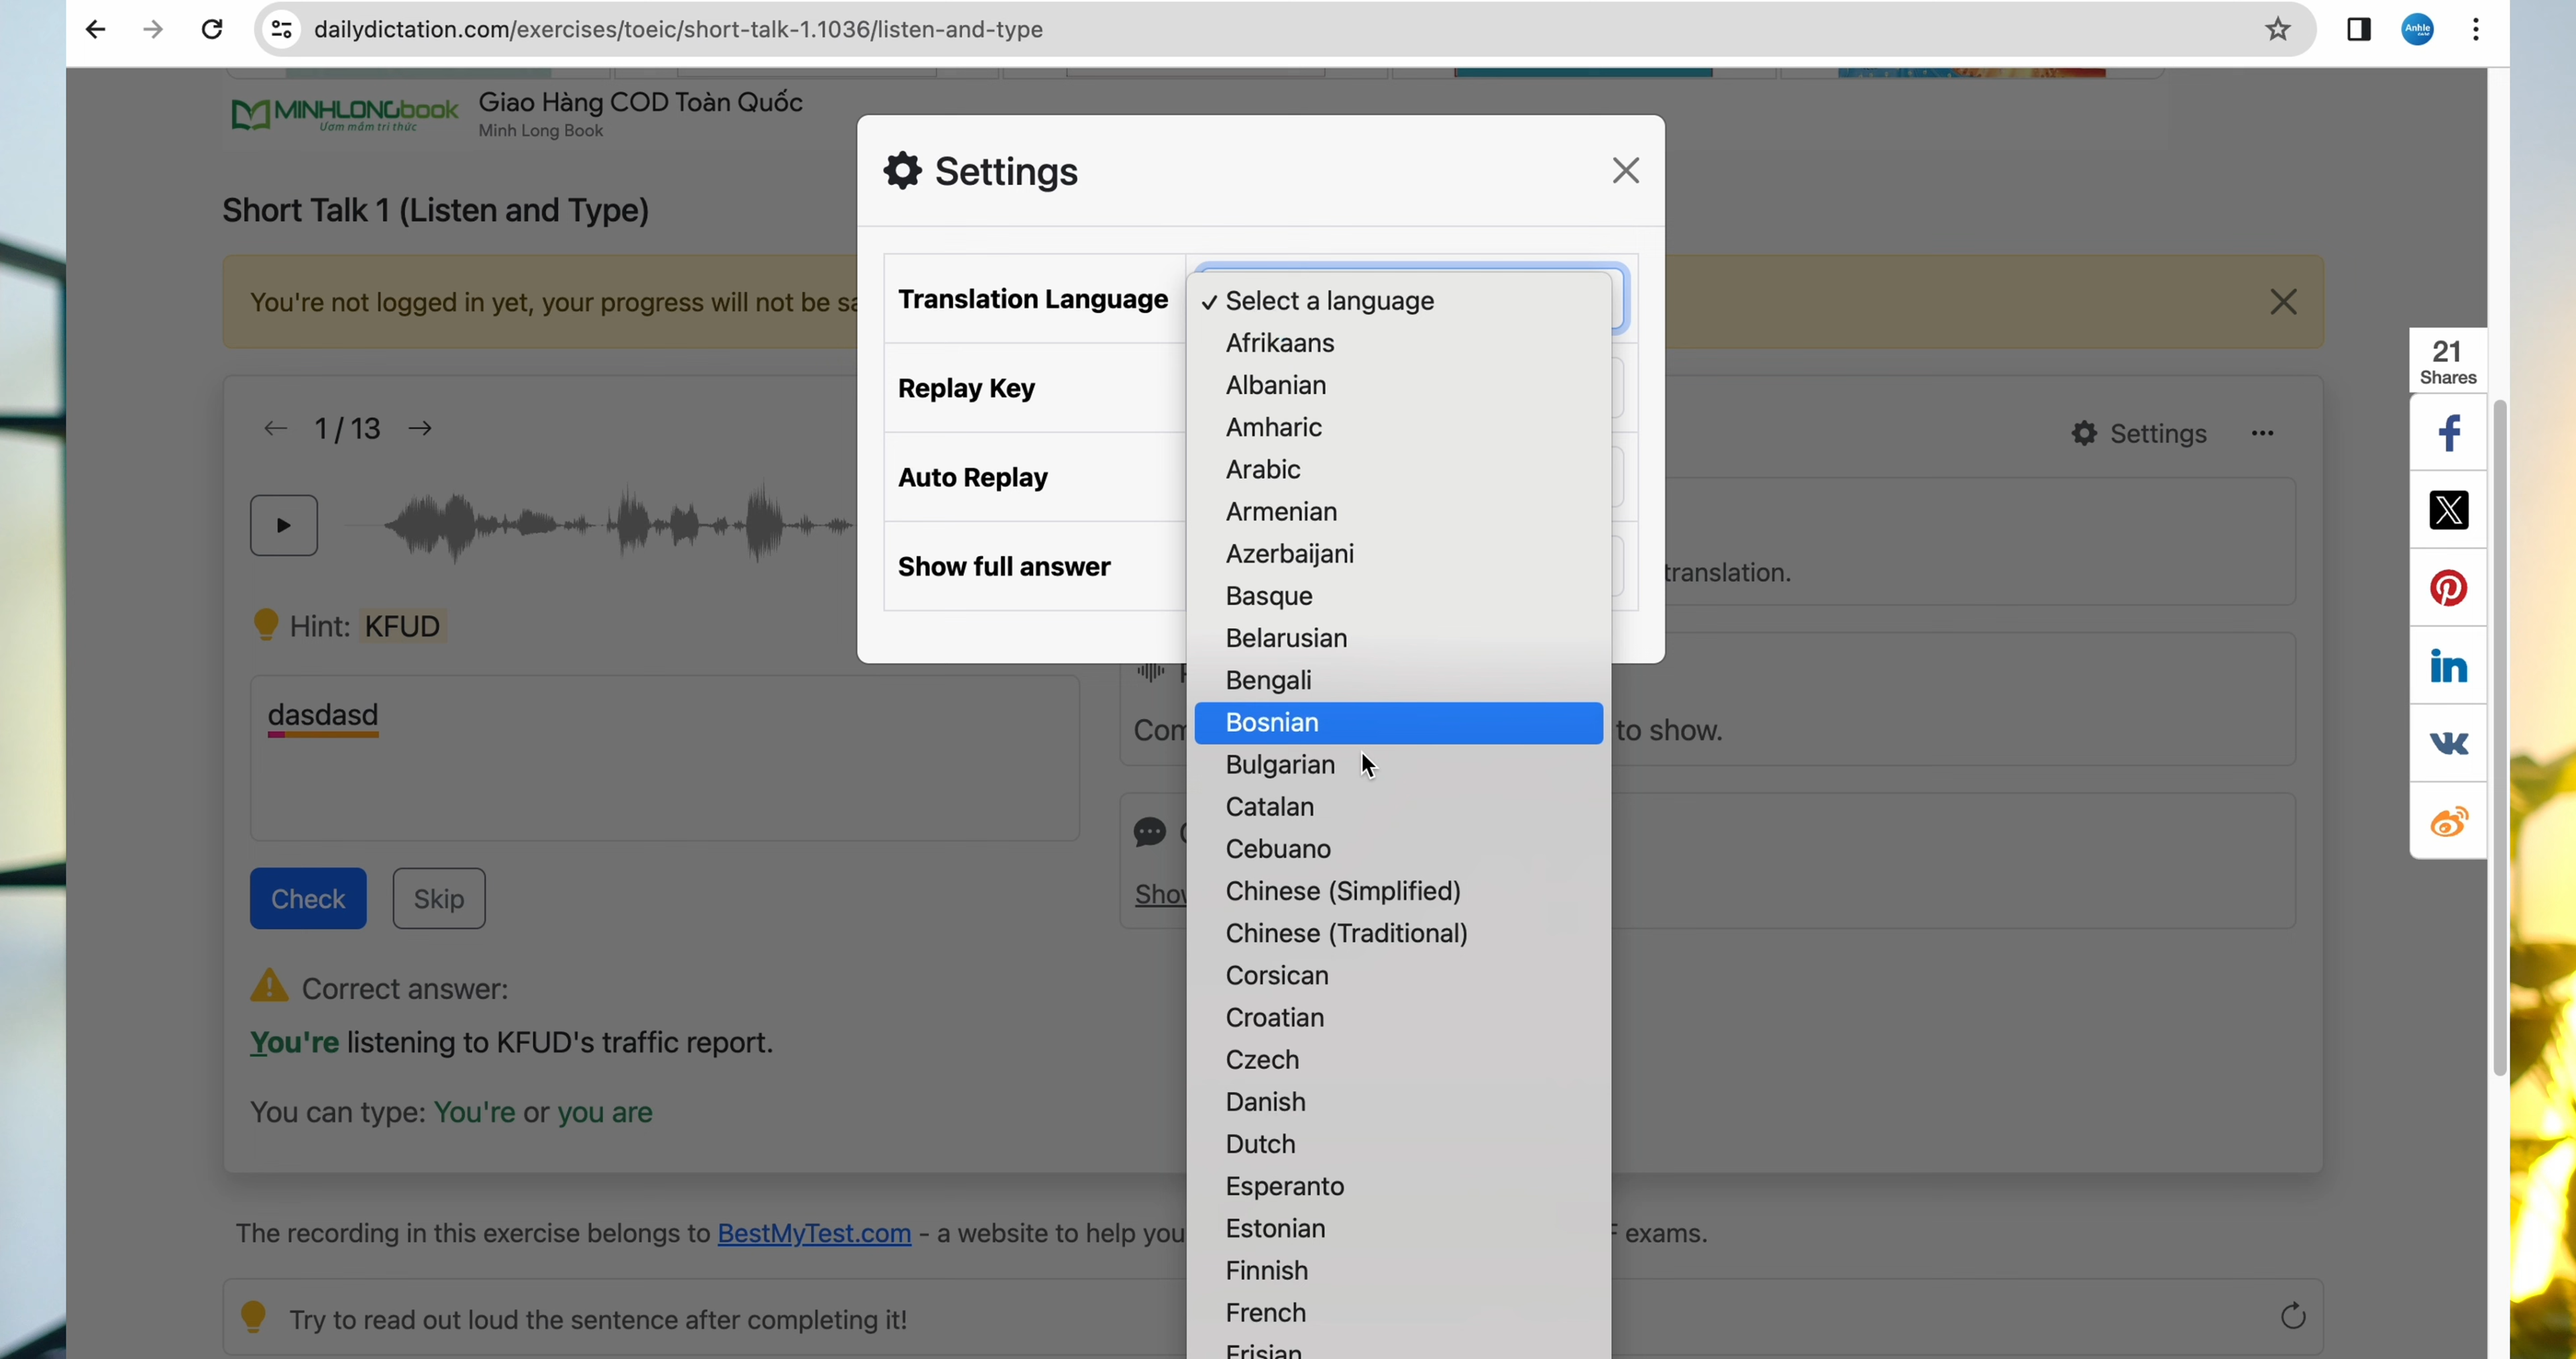 dailydictation.com/exercises/toeic/short-talk-1.1036/listen-and-type
Anhle
MINHLONGbook
Ươm mầm tri thức
Giao Hàng COD Toàn Quốc
Minh Long Book
Settings
Short Talk 1 (Listen and Type)
You're not logged in yet, your progress will not be
Translation Language
Replay Key
Auto Replay
Show full answer
Select a language
Afrikaans
Albanian
Amharic
Arabic
Armenian
Azerbaijani
Basque
Belarusian
Bengali
Bosnian
Bulgarian
Catalan
Cebuano
Chinese (Simplified)
Chinese (Traditional)
Corsican
Croatian
Czech
Danish
Dutch
Esperanto
Estonian
Finnish
French
Frisian
21
Shares
1 / 13
Settings
translation.
Hint: KFUD
dasdasd
to show.
Check
Skip
Correct answer:
You're listening to KFUD's traffic report.
You can type: You're or you are
The recording in this exercise belongs to BestMyTest.com - a website to help you
exams.
Try to read out loud the sentence after completing it!